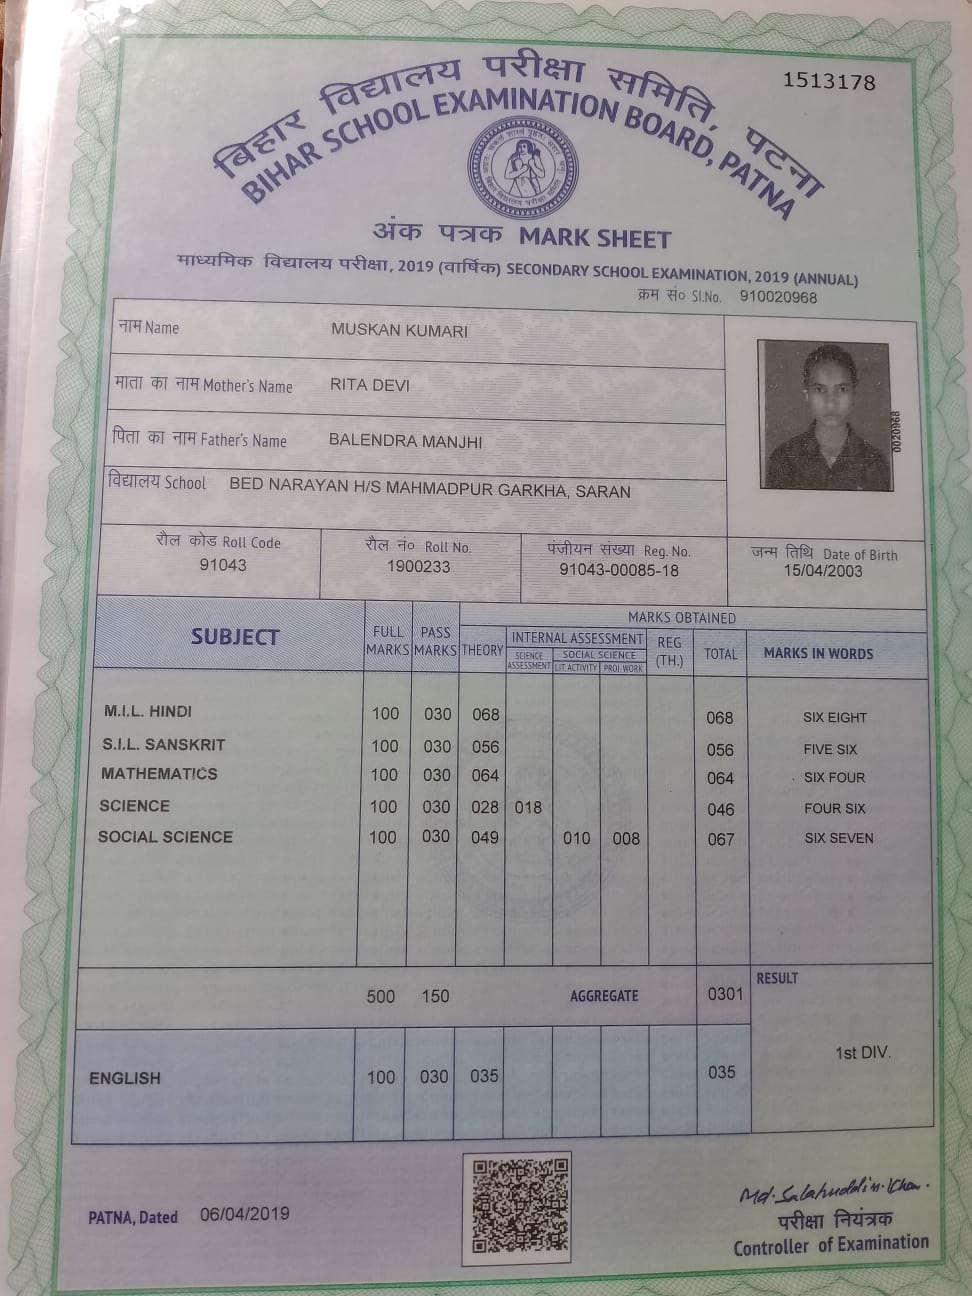 1513178
बिहार विद्यालय परीक्षा समिति, पटना
BIHAR SCHOOL EXAMINATION BOARD, PATNA
अंक पत्रक MARK SHEET
माध्यमिक विद्यालय परीक्षा, 2019 (वार्षिक) SECONDARY SCHOOL EXAMINATION, 2019 (ANNUAL)
क्रम सं० Sl.No. 910020968
नाम Name MUSKAN KUMARI
माता का नाम Mother's Name RITA DEVI
पिता का नाम Father's Name BALENDRA MANJHI
0020968
विद्यालय School BED NARAYAN H/S MAHMADPUR GARKHA, SARAN
रौल कोड Roll Code रौल नं० Roll No. पंजीयन संख्या Reg. No. जन्म तिथि Date of Birth
91043 1900233 91043-00085-18 15/04/2003
MARKS OBTAINED
SUBJECT FULL MARKS PASS MARKS THEORY INTERNAL ASSESSMENT REG (TH.) TOTAL MARKS IN WORDS
SCIENCE ASSESSMENT SOCIAL SCIENCE
LIT. ACTIVITY PROJ. WORK
M.I.L. HINDI 100 030 068 068 SIX EIGHT
S.I.L. SANSKRIT 100 030 056 056 FIVE SIX
MATHEMATICS 100 030 064 064 SIX FOUR
SCIENCE 100 030 028 018 046 FOUR SIX
SOCIAL SCIENCE 100 030 049 010 008 067 SIX SEVEN
RESULT
500 150 AGGREGATE 0301
1st DIV.
ENGLISH 100 030 035 035
Md. Salahuddin Khan.
PATNA, Dated 06/04/2019
परीक्षा नियंत्रक
Controller of Examination